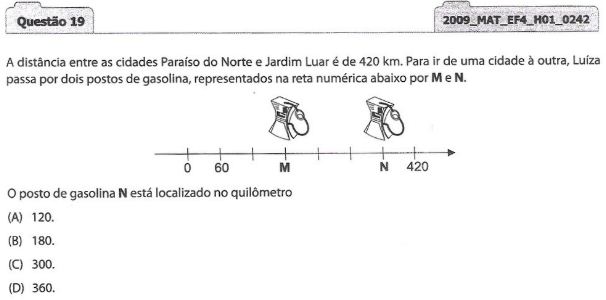 Questão 19
2009_MAT_EF4_H01_0242
A distância entre as cidades Paraíso do Norte e Jardim Luar é de 420 km. Para ir de uma cidade à outra, Luíza
passa por dois postos de gasolina, representados na reta numérica abaixo por M e N.
0 60 M N 420
O posto de gasolina N está localizado no quilômetro
(A) 120.
(B) 180.
(C) 300.
(D) 360.